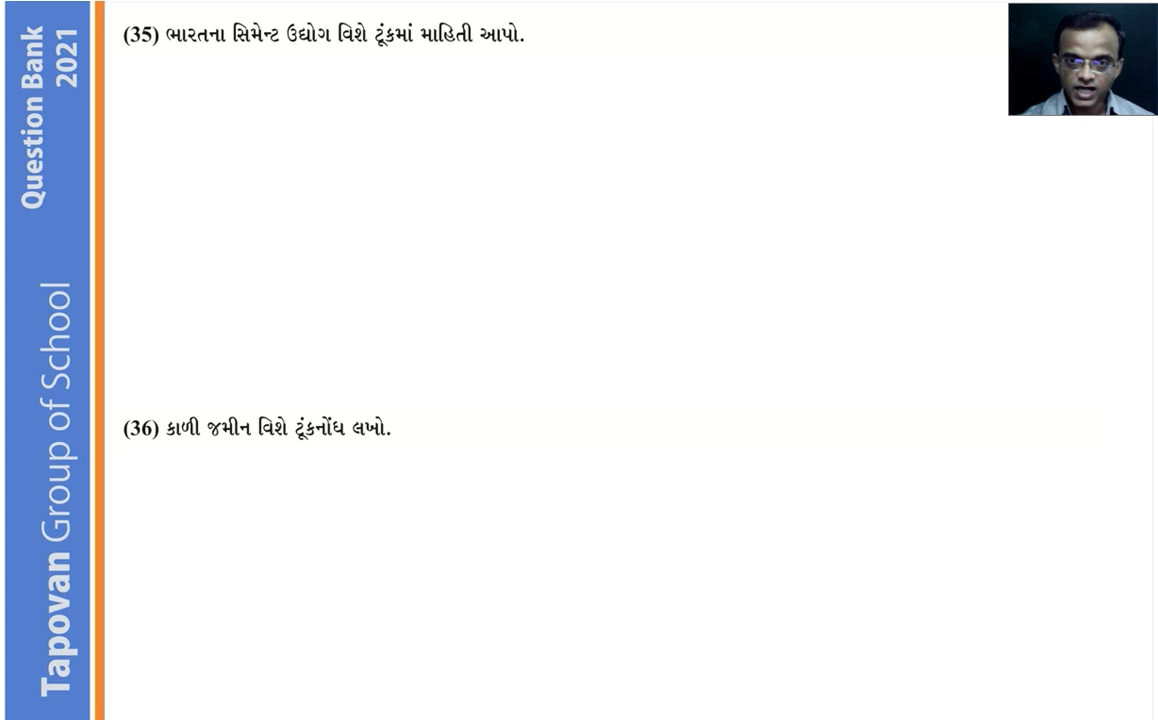 Question Bank
2021
Tapovan Group of School
(35) ભારતના સિમેન્ટ ઉદ્યોગ વિશે ટૂંકમાં માહિતી આપો.
(36) કાળી જમીન વિશે ટૂંકનોંધ લખો.